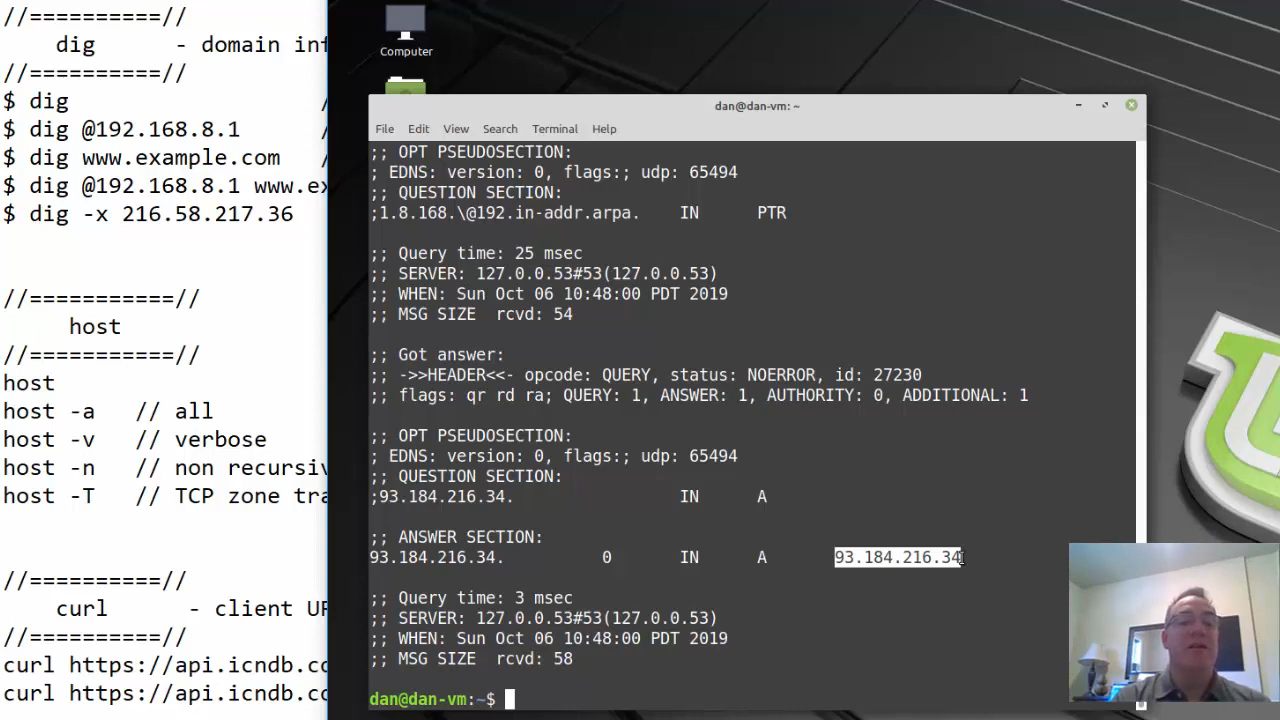 //==========//
dig - domain inf
//==========//
$ dig /
$ dig @192.168.8.1 /
$ dig www.example.com /
$ dig @192.168.8.1 www.ex
$ dig -x 216.58.217.36
//===========//
host
//===========//
host
host -a // all
host -v // verbose
host -n // non recursiv
host -T // TCP zone tra
//==========//
curl - client UR
//==========//
curl https://api.icndb.co
curl https://api.icndb.co
Computer
dan@dan-vm: ~
File Edit View Search Terminal Help
;; OPT PSEUDOSECTION:
; EDNS: version: 0, flags:; udp: 65494
;; QUESTION SECTION:
;1.8.168.\@192.in-addr.arpa. IN PTR
;; Query time: 25 msec
;; SERVER: 127.0.0.53#53(127.0.0.53)
;; WHEN: Sun Oct 06 10:48:00 PDT 2019
;; MSG SIZE rcvd: 54
;; Got answer:
;; ->>HEADER<<- opcode: QUERY, status: NOERROR, id: 27230
;; flags: qr rd ra; QUERY: 1, ANSWER: 1, AUTHORITY: 0, ADDITIONAL: 1
;; OPT PSEUDOSECTION:
; EDNS: version: 0, flags:; udp: 65494
;; QUESTION SECTION:
;93.184.216.34. IN A
;; ANSWER SECTION:
93.184.216.34. 0 IN A 93.184.216.34
;; Query time: 3 msec
;; SERVER: 127.0.0.53#53(127.0.0.53)
;; WHEN: Sun Oct 06 10:48:00 PDT 2019
;; MSG SIZE rcvd: 58
dan@dan-vm:~$